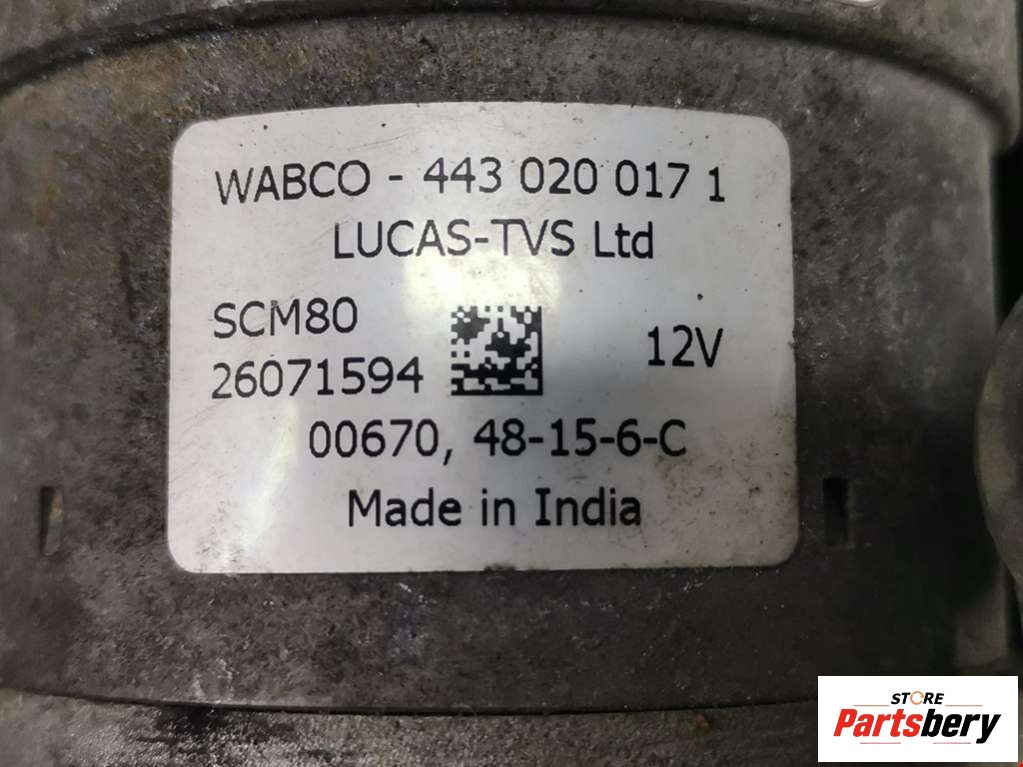 WABCO - 443 020 017 1
LUCAS-TVS Ltd
SCM80
26071594
12V
00670, 48-15-6-C
Made in India
STORE
Partsbery